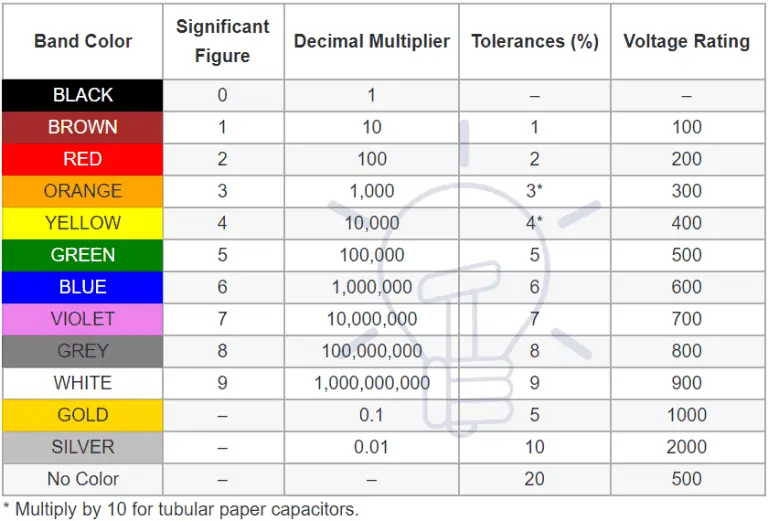 Band Color Significant Figure Decimal Multiplier Tolerances (%) Voltage Rating
BLACK 0 1 – –
BROWN 1 10 1 100
RED 2 100 2 200
ORANGE 3 1,000 3* 300
YELLOW 4 10,000 4* 400
GREEN 5 100,000 5 500
BLUE 6 1,000,000 6 600
VIOLET 7 10,000,000 7 700
GREY 8 100,000,000 8 800
WHITE 9 1,000,000,000 9 900
GOLD – 0.1 5 1000
SILVER – 0.01 10 2000
No Color – – 20 500
* Multiply by 10 for tubular paper capacitors.